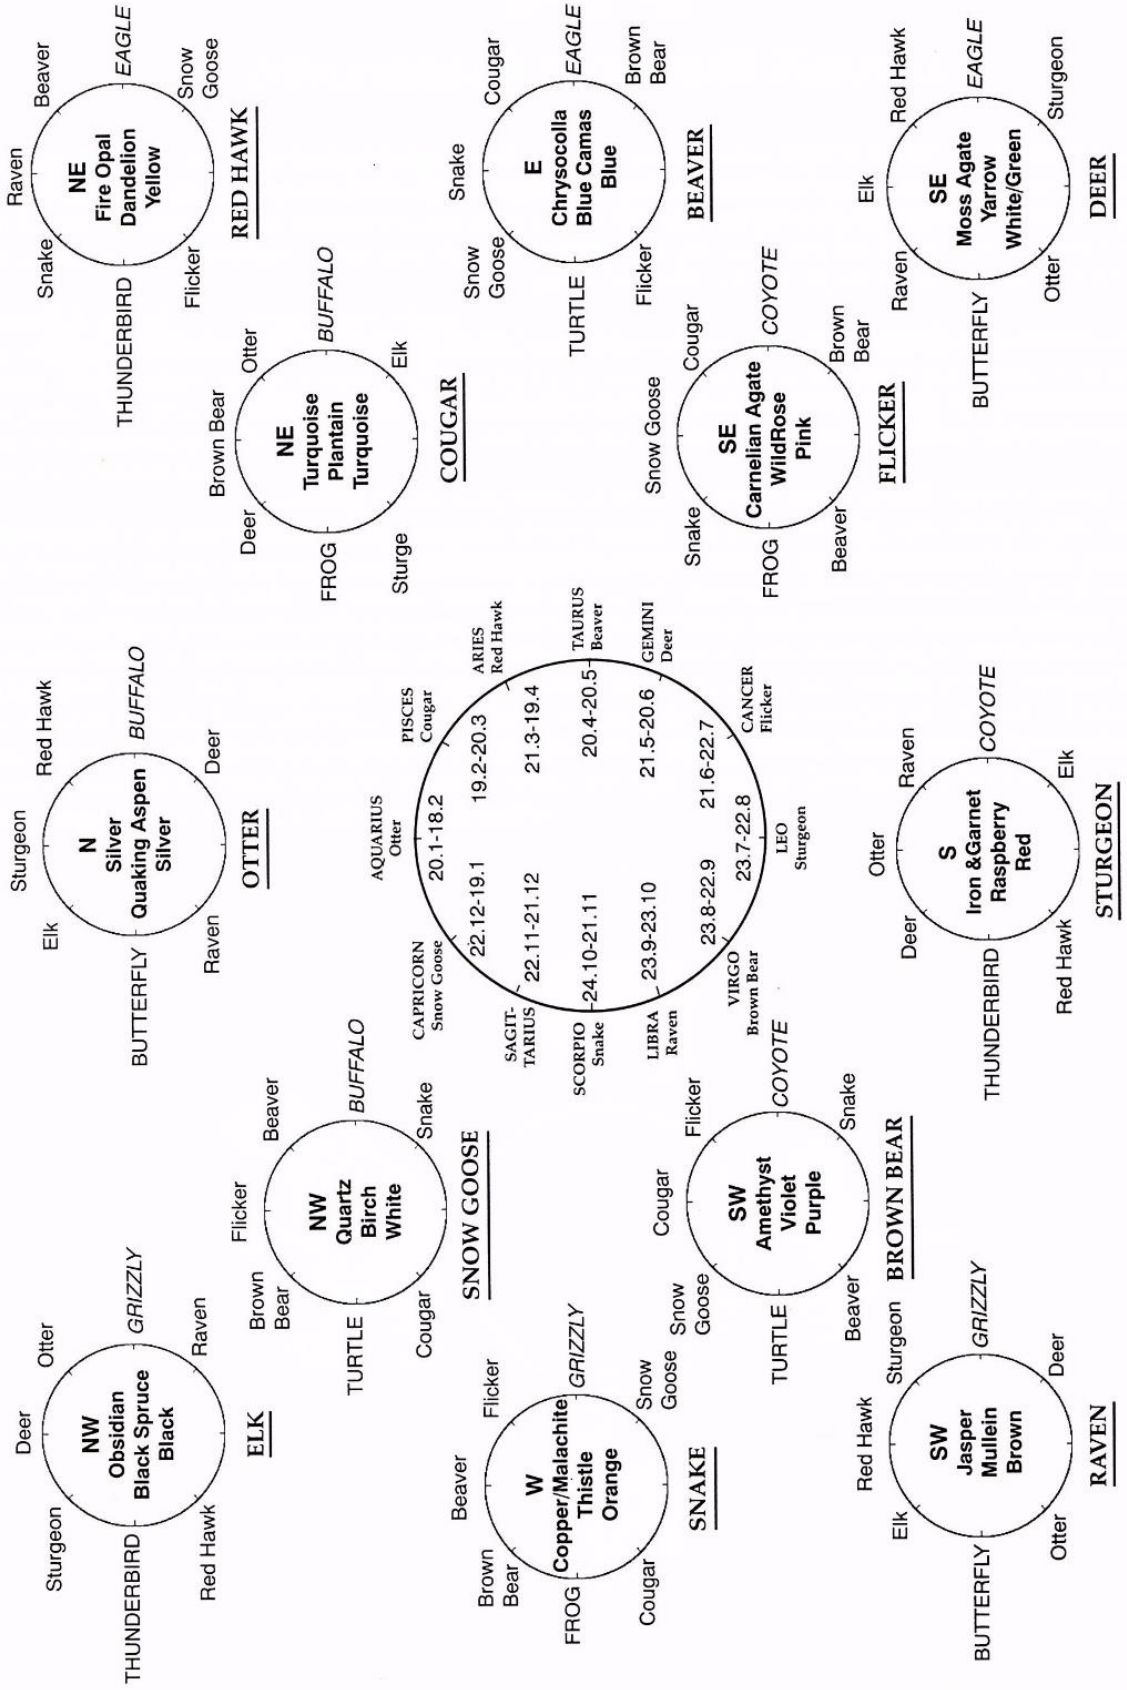 Deer
Sturgeon
Otter
THUNDERBIRD
GRIZZLY
NW
Obsidian
Black Spruce
Black
Red Hawk
Raven
ELK
Flicker
Brown
Bear
Beaver
TURTLE
BUFFALO
NW
Quartz
Birch
White
Cougar
Snake
SNOW GOOSE
Sturgeon
Elk
Red Hawk
BUTTERFLY
BUFFALO
N
Silver
Quaking Aspen
Silver
Raven
Deer
OTTER
Brown Bear
Deer
Otter
FROG
BUFFALO
NE
Turquoise
Plantain
Turquoise
Sturge
Elk
COUGAR
Raven
Snake
Beaver
THUNDERBIRD
EAGLE
NE
Fire Opal
Dandelion
Yellow
Flicker
Snow
Goose
RED HAWK
Beaver
Brown
Bear
Flicker
FROG
GRIZZLY
W
Copper/Malachite
Thistle
Orange
Cougar
Snow
Goose
SNAKE
AQUARIUS
Otter
20.1-18.2
PISCES
Cougar
19.2-20.3
ARIES
Red Hawk
21.3-19.4
TAURUS
Beaver
20.4-20.5
GEMINI
Deer
21.5-20.6
CANCER
Flicker
21.6-22.7
LEO
Sturgeon
23.7-22.8
VIRGO
Brown Bear
23.8-22.9
LIBRA
Raven
23.9-23.10
SCORPIO
Snake
24.10-21.11
SAGIT-
TARIUS
22.11-21.12
CAPRICORN
Snow Goose
22.12-19.1
Snake
Snow
Goose
Cougar
TURTLE
EAGLE
E
Chrysocolla
Blue Camas
Blue
Flicker
Brown
Bear
BEAVER
Cougar
Snow
Goose
Flicker
TURTLE
COYOTE
SW
Amethyst
Violet
Purple
Beaver
Snake
BROWN BEAR
Snow Goose
Snake
Cougar
FROG
COYOTE
SE
Carnelian Agate
WildRose
Pink
Beaver
Brown
Bear
FLICKER
Red Hawk
Elk
Sturgeon
BUTTERFLY
GRIZZLY
SW
Jasper
Mullein
Brown
Otter
Deer
RAVEN
Otter
Deer
Raven
THUNDERBIRD
COYOTE
S
Iron &Garnet
Raspberry
Red
Red Hawk
Elk
STURGEON
Elk
Raven
Red Hawk
BUTTERFLY
EAGLE
SE
Moss Agate
Yarrow
White/Green
Otter
Sturgeon
DEER